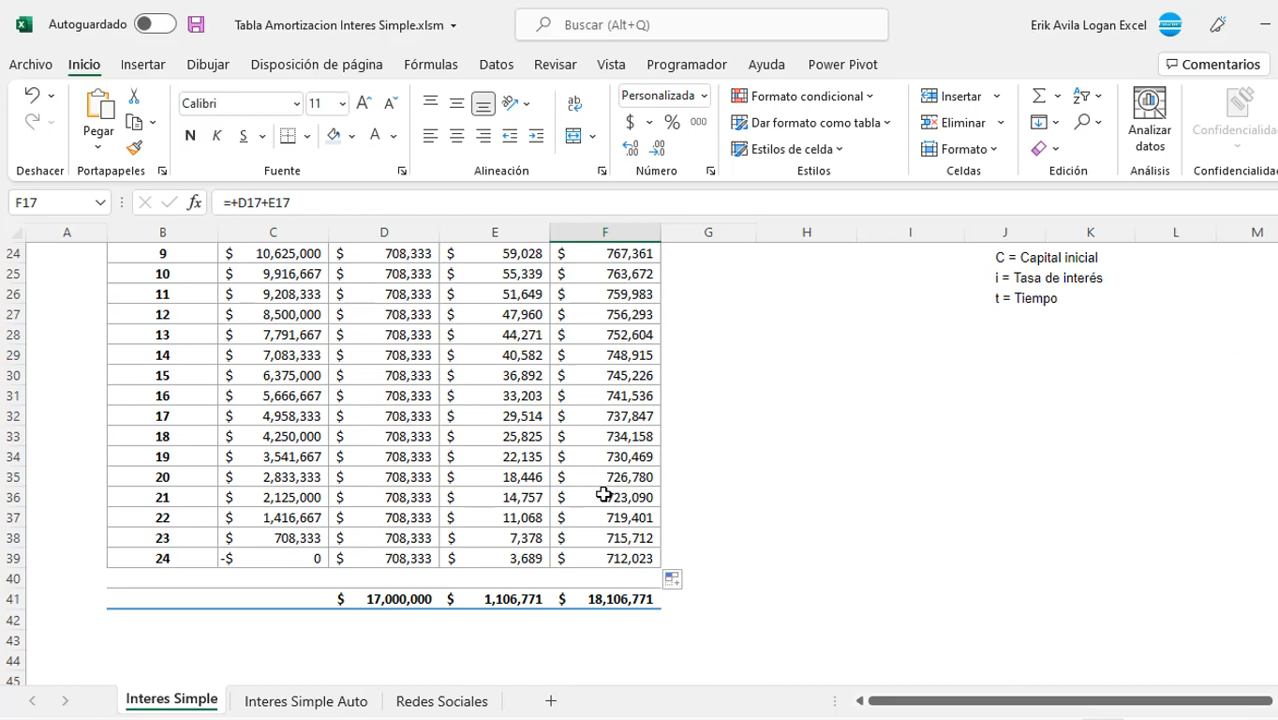 Autoguardado Tabla Amortizacion Interes Simple.xlsm Buscar (Alt+Q) Erik Avila Logan Excel
Archivo Inicio Insertar Dibujar Disposición de página Fórmulas Datos Revisar Vista Programador Ayuda Power Pivot Comentarios
Calibri 11 Personalizada Formato condicional Insertar
Pegar Dar formato como tabla Eliminar Analizar datos Confidencialidad
N K S A $ % 000 Estilos de celda Formato
Deshacer Portapapeles Fuente Alineación Número Estilos Celdas Edición Análisis Confidencialidad
F17 fx =+D17+E17
A B C D E F G H I J K L M
24 9 $ 10,625,000 $ 708,333 $ 59,028 $ 767,361 C = Capital inicial
25 10 $ 9,916,667 $ 708,333 $ 55,339 $ 763,672 i = Tasa de interés
26 11 $ 9,208,333 $ 708,333 $ 51,649 $ 759,983 t = Tiempo
27 12 $ 8,500,000 $ 708,333 $ 47,960 $ 756,293
28 13 $ 7,791,667 $ 708,333 $ 44,271 $ 752,604
29 14 $ 7,083,333 $ 708,333 $ 40,582 $ 748,915
30 15 $ 6,375,000 $ 708,333 $ 36,892 $ 745,226
31 16 $ 5,666,667 $ 708,333 $ 33,203 $ 741,536
32 17 $ 4,958,333 $ 708,333 $ 29,514 $ 737,847
33 18 $ 4,250,000 $ 708,333 $ 25,825 $ 734,158
34 19 $ 3,541,667 $ 708,333 $ 22,135 $ 730,469
35 20 $ 2,833,333 $ 708,333 $ 18,446 $ 726,780
36 21 $ 2,125,000 $ 708,333 $ 14,757 $ 723,090
37 22 $ 1,416,667 $ 708,333 $ 11,068 $ 719,401
38 23 $ 708,333 $ 708,333 $ 7,378 $ 715,712
39 24 -$ 0 $ 708,333 $ 3,689 $ 712,023
40
41 $ 17,000,000 $ 1,106,771 $ 18,106,771
42
43
44
45
Interes Simple Interes Simple Auto Redes Sociales